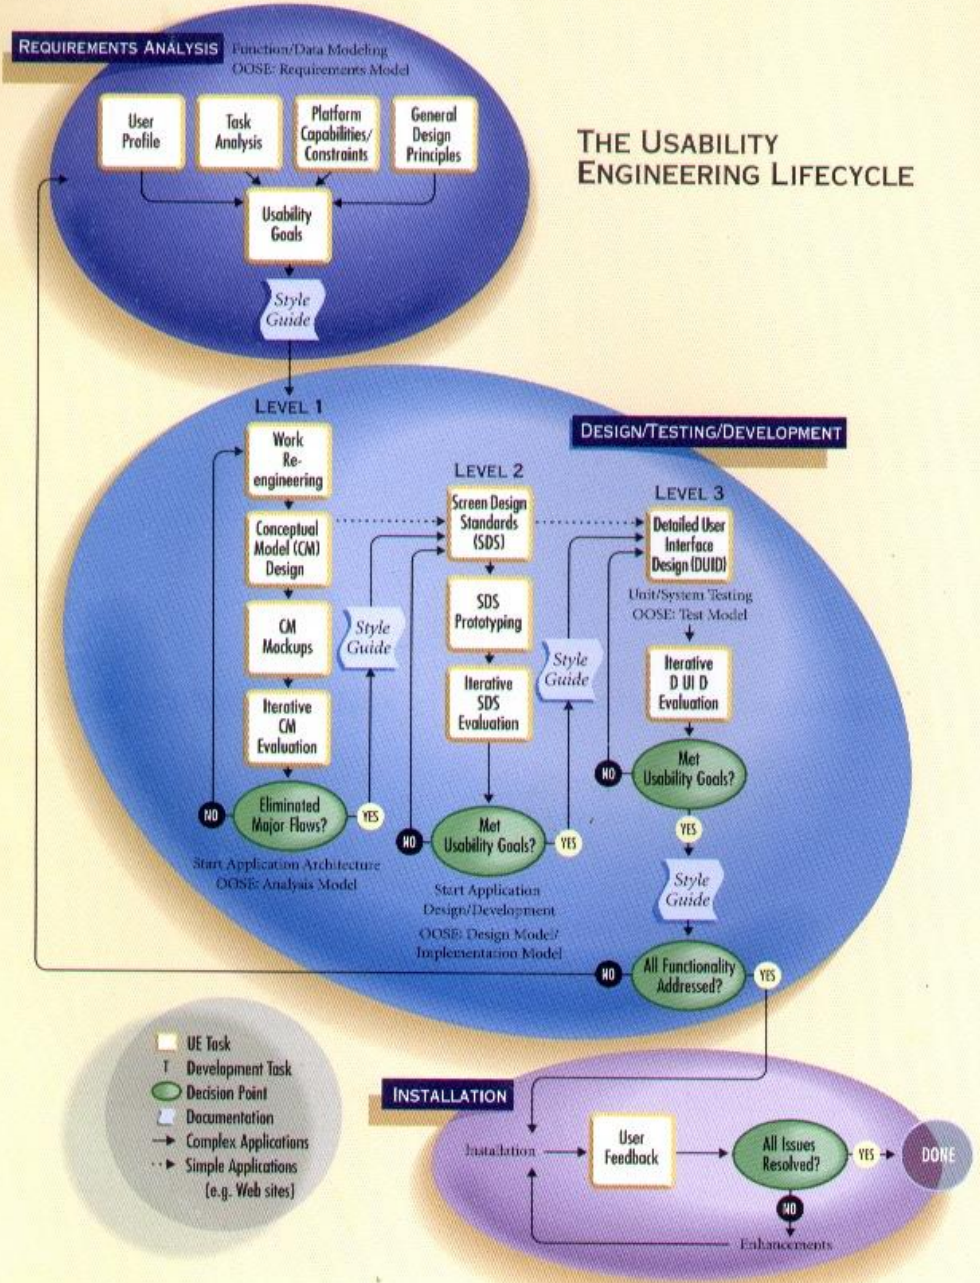 REQUIREMENTS ANALYSIS
Function/Data Modeling
OOSE: Requirements Model
User
Profile
Task
Analysis
Platform
Capabilities/
Constraints
General
Design
Principles
THE USABILITY
ENGINEERING LIFECYCLE
Usability
Goals
Style
Guide
LEVEL 1
Work
Re-
engineering
Conceptual
Model (CM)
Design
CM
Mockups
Iterative
CM
Evaluation
Eliminated
Major Flaws?
NO
YES
Start Application Architecture
OOSE: Analysis Model
Style
Guide
DESIGN/TESTING/DEVELOPMENT
LEVEL 2
Screen Design
Standards
(SDS)
SDS
Prototyping
Iterative
SDS
Evaluation
Met
Usability Goals?
NO
YES
Start Application
Design/Development
OOSE: Design Model/
Implementation Model
Style
Guide
LEVEL 3
Detailed User
Interface
Design (DUID)
Unit/System Testing
OOSE: Test Model
Iterative
D UI D
Evaluation
Met
Usability Goals?
NO
YES
Style
Guide
All Functionality
Addressed?
NO
YES
UE Task
T Development Task
Decision Point
Documentation
Complex Applications
Simple Applications
(e.g. Web sites)
INSTALLATION
Installation
User
Feedback
All Issues
Resolved?
YES
DONE
NO
Enhancements